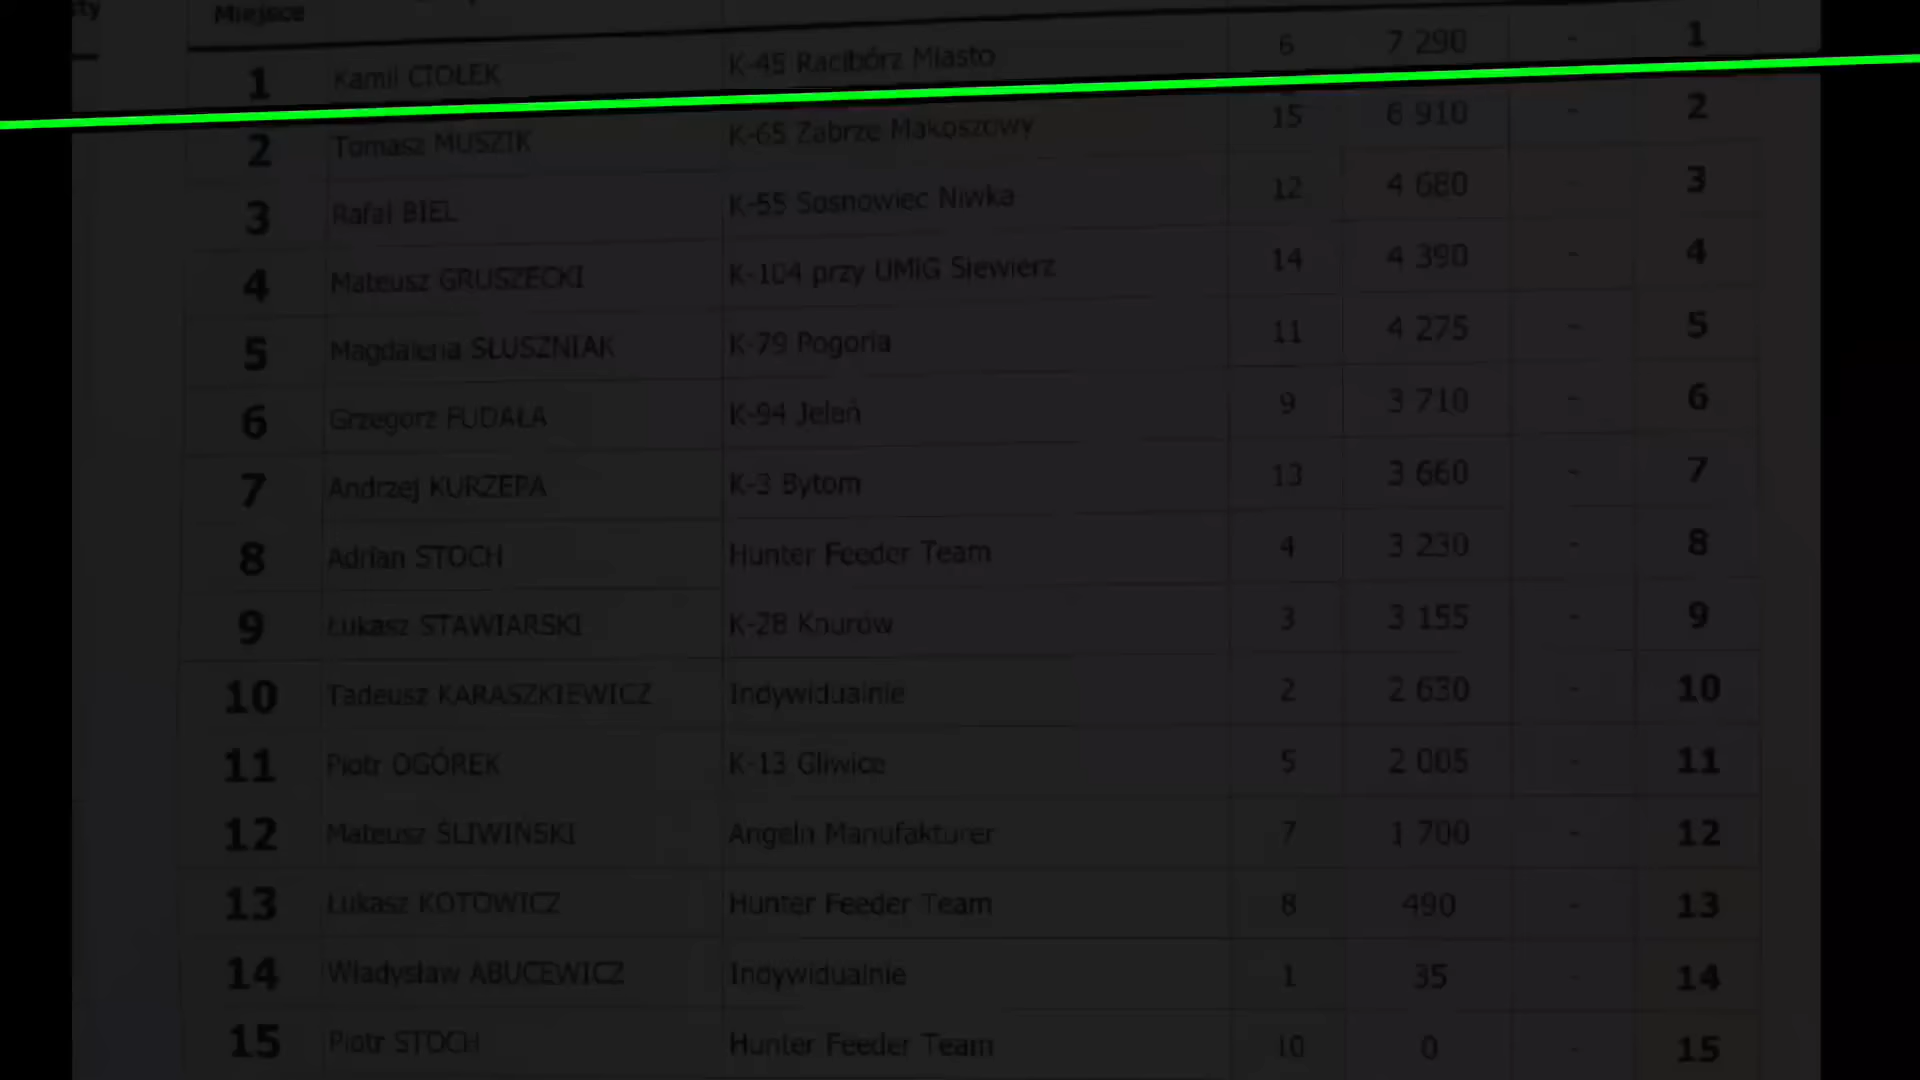 Miejsce
1 Kamil CIOŁEK K-45 Racibórz Miasto 6 7 290 - 1
2 Tomasz MUSZIK K-65 Zabrze Makoszowy 15 6 910 - 2
3 Rafał BIEL K-55 Sosnowiec Niwka 12 4 680 - 3
4 Mateusz GRUSZECKI K-104 przy UMiG Siewierz 14 4 390 - 4
5 Magdalena SŁUSZNIAK K-79 Pogoria 11 4 275 - 5
6 Grzegorz FUDAŁA K-94 Jeleń 9 3 710 - 6
7 Andrzej KURZEPA K-3 Bytom 13 3 660 - 7
8 Adrian STOCH Hunter Feeder Team 4 3 230 - 8
9 Łukasz STAWIARSKI K-28 Knurów 3 3 155 - 9
10 Tadeusz KARASZKIEWICZ Indywidualnie 2 2 630 - 10
11 Piotr OGÓREK K-13 Gliwice 5 2 005 - 11
12 Mateusz ŚLIWIŃSKI Angeln Manufakturer 7 1 700 - 12
13 Łukasz KOTOWICZ Hunter Feeder Team 8 490 - 13
14 Władysław ABUCEWICZ Indywidualnie 1 35 - 14
15 Piotr STOCH Hunter Feeder Team 10 0 - 15